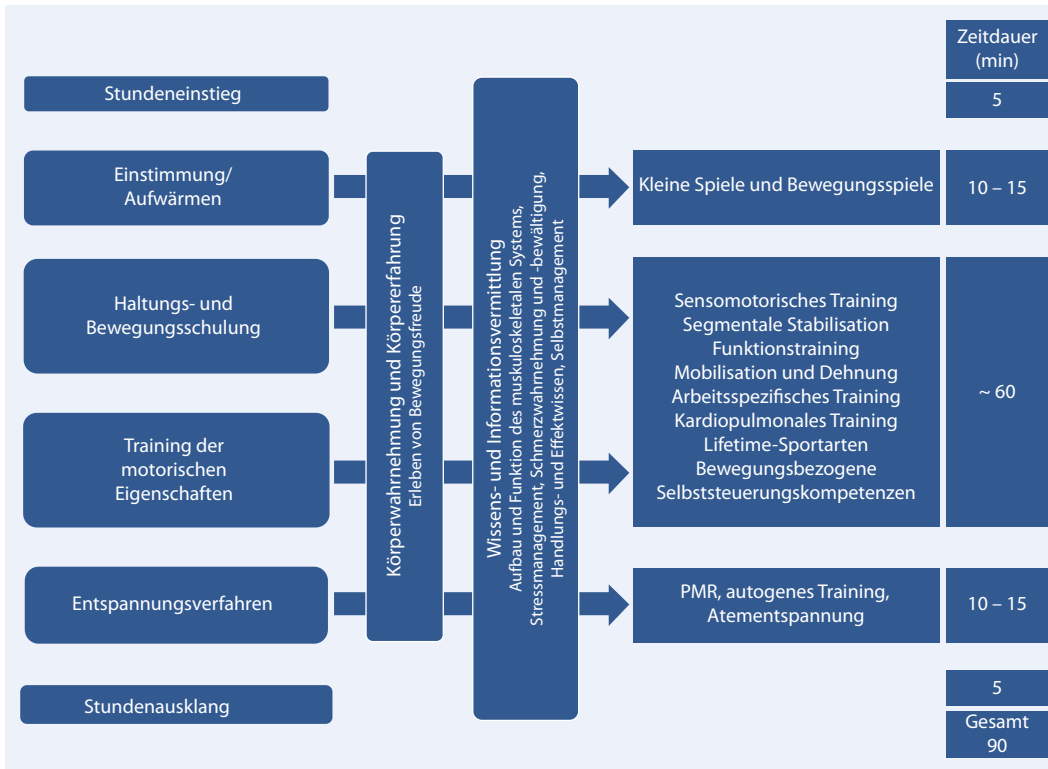 Zeitdauer
(min)
Stundeneinstieg
5
Einstimmung/
Aufwärmen
Kleine Spiele und Bewegungsspiele
10 – 15
Haltungs- und
Bewegungsschulung
Training der
motorischen
Eigenschaften
Körperwahrnehmung und Körpererfahrung
Erleben von Bewegungsfreude
Wissens- und Informationsvermittlung
Aufbau und Funktion des muskuloskeletalen Systems,
Stressmanagement, Schmerzwahrnehmung und -bewältigung,
Handlungs- und Effektwissen, Selbstmanagement
Sensomotorisches Training
Segmentale Stabilisation
Funktionstraining
Mobilisation und Dehnung
Arbeitsspezifisches Training
Kardiopulmonales Training
Lifetime-Sportarten
Bewegungsbezogene
Selbststeuerungskompetenzen
~ 60
Entspannungsverfahren
PMR, autogenes Training,
Atementspannung
10 – 15
Stundenausklang
5
Gesamt
90